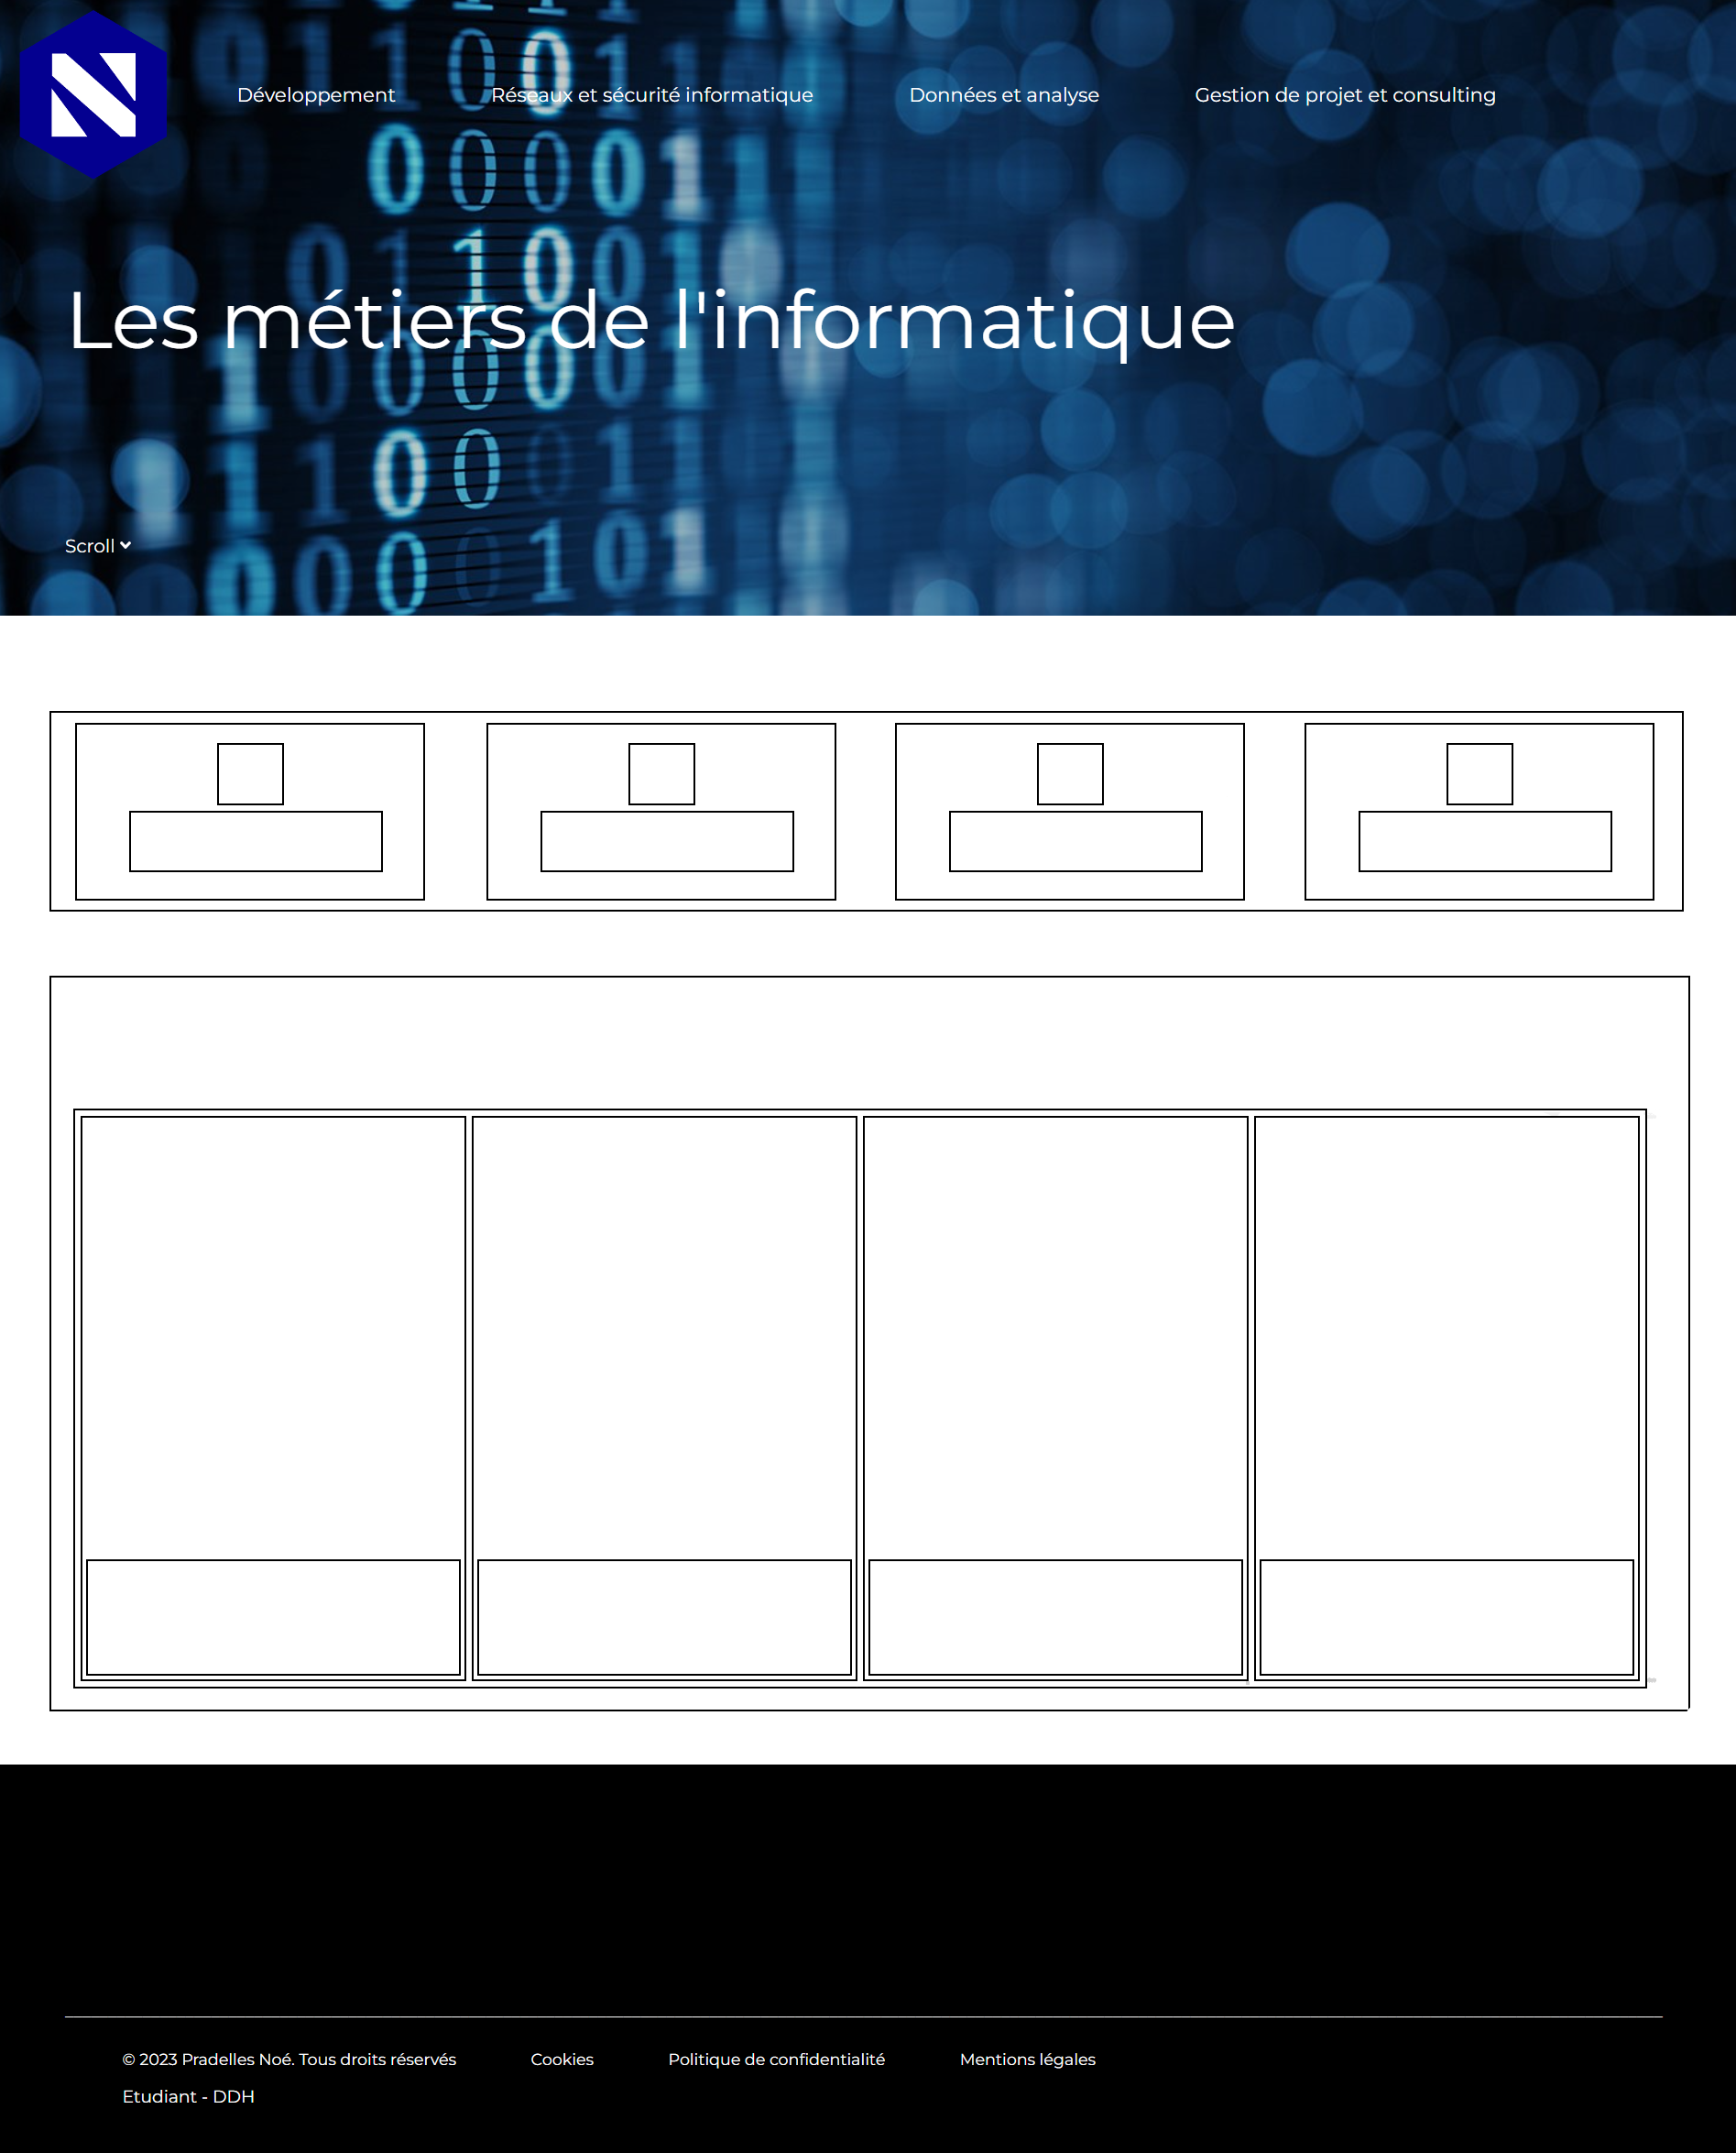 N
Développement Réseaux et sécurité informatique Données et analyse Gestion de projet et consulting
Les métiers de l'informatique
Scroll
© 2023 Pradelles Noé. Tous droits réservés Cookies Politique de confidentialité Mentions légales
Etudiant - DDH